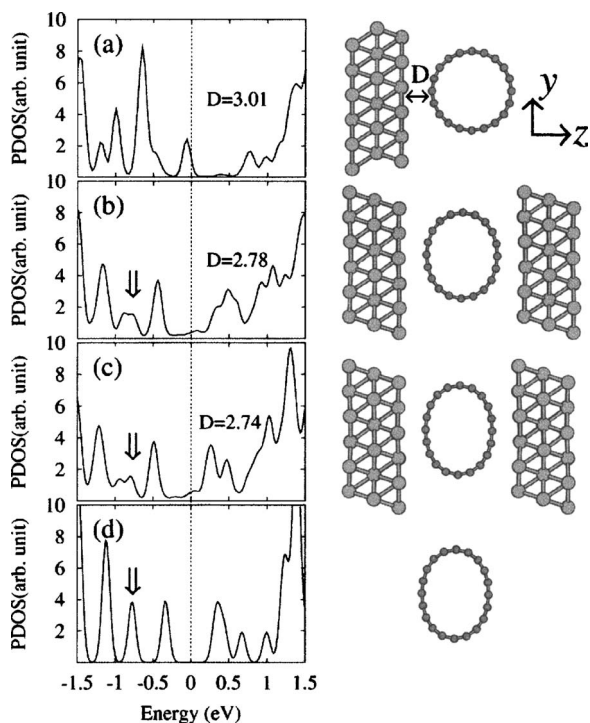 10
(a)
PDOS(arb. unit)
8
6
D=3.01
4
2
D
y
z
10
(b)
PDOS(arb. unit)
8
6
D=2.78
4
⇓
2
10
(c)
PDOS(arb. unit)
8
6
D=2.74
4
⇓
2
10
(d)
PDOS(arb. unit)
8
6
4
⇓
2
-1.5 -1 -0.5 0 0.5 1 1.5
Energy (eV)